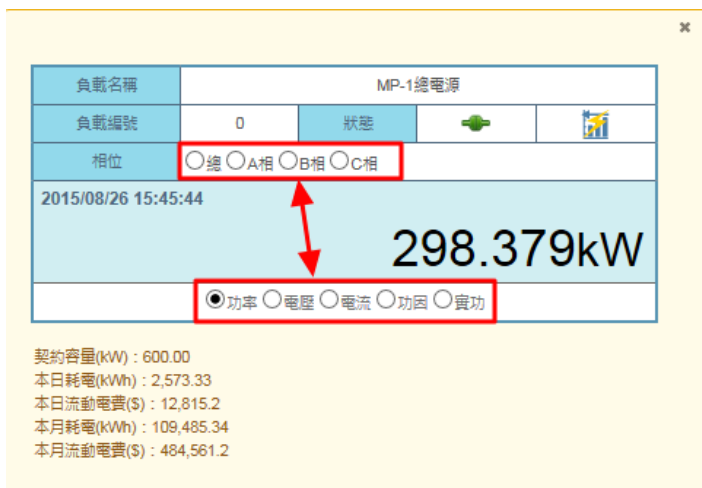 負載名稱 MP-1總電源
負載編號 0 狀態
相位 總 A相 B相 C相
2015/08/26 15:45:44
298.379kW
功率 電壓 電流 功因 實功
契約容量(kW) : 600.00
本日耗電(kWh) : 2,573.33
本日流動電費($) : 12,815.2
本月耗電(kWh) : 109,485.34
本月流動電費($) : 484,561.2